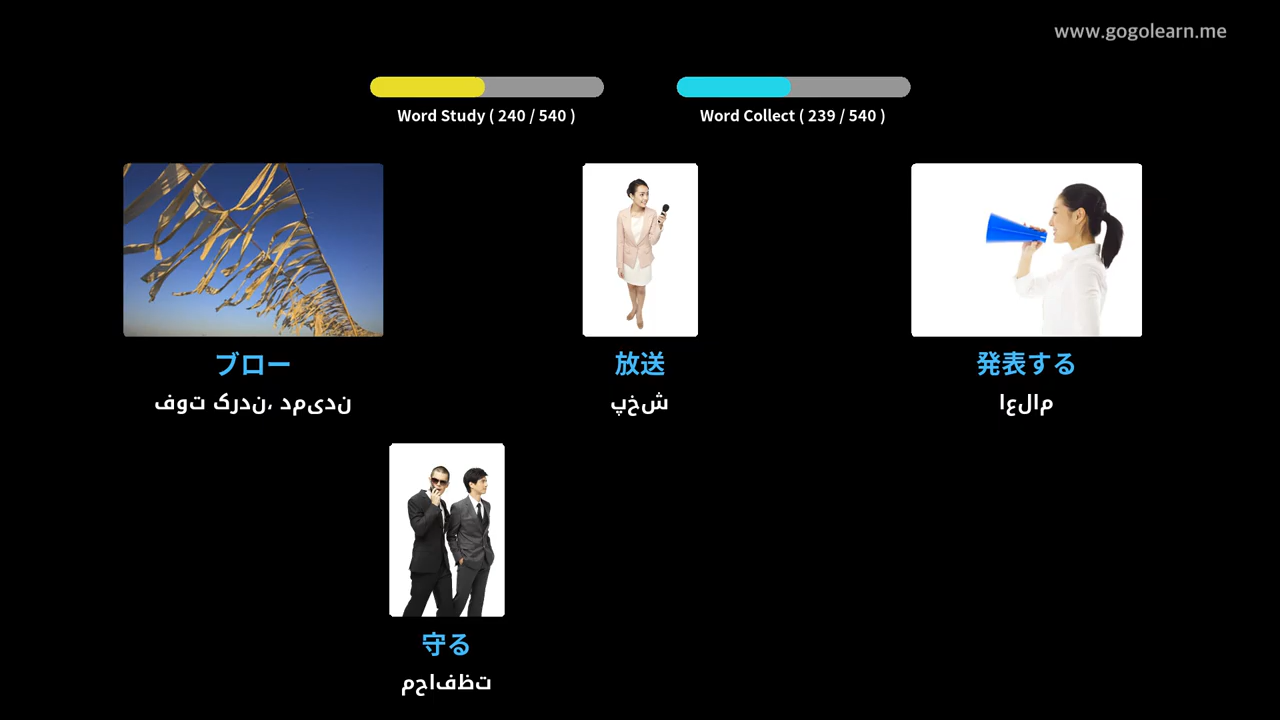 www.gogolearn.me
Word Study ( 240 / 540 )
Word Collect ( 239 / 540 )
ブロー
فوت کردن، دمیدن
放送
پخش
発表する
اعلام
守る
محافظت